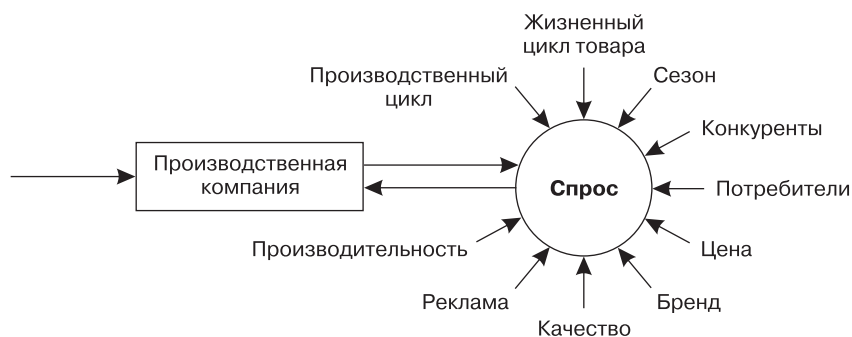 Жизненный
цикл товара
Производственный
цикл
Сезон
Конкуренты
Производственная
компания
Спрос
Потребители
Производительность
Цена
Реклама
Бренд
Качество